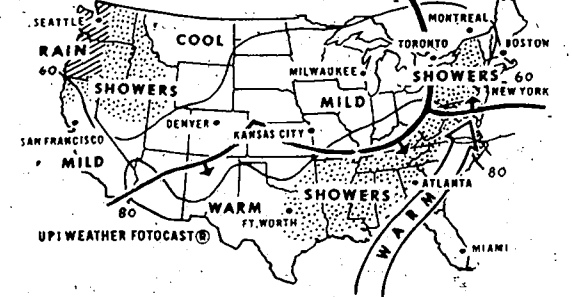 SEATTLE
MONTREAL
COOL
RAIN
TORONTO
BOSTON
60
MILWAUKEE
SHOWERS
60
SHOWERS
MILD
NEW YORK
DENVER
KANSAS CITY
SAN FRANCISCO
MILD
80
ATLANTA
SHOWERS
80
WARM
FT. WORTH
WARM
UPI WEATHER FOTOCAST®
MIAMI